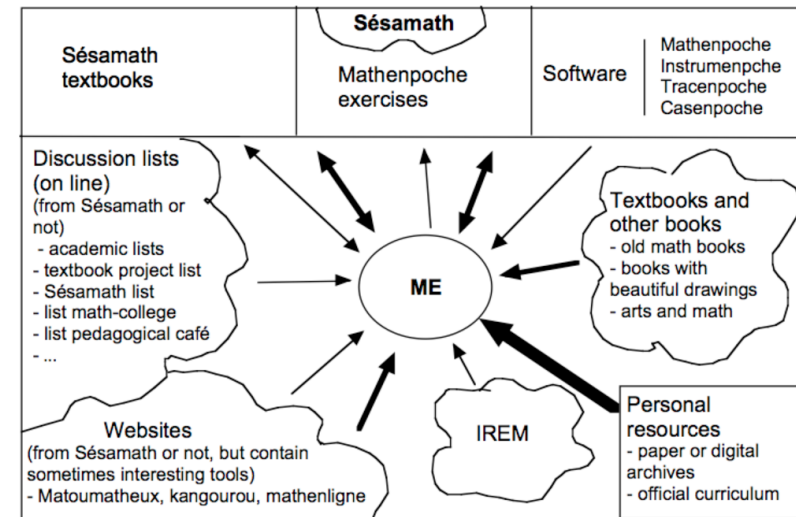 Sésamath
Sésamath
textbooks
Mathenpoche
exercises
Software
Mathenpoche
Instrumenpche
Tracenpoche
Casenpoche
Discussion lists
(on line)
(from Sésamath or
not)
- academic lists
- textbook project list
- Sésamath list
- list math-college
- list pedagogical café
- ...
ME
Textbooks and
other books
- old math books
- books with
beautiful drawings
- arts and math
Websites
(from Sésamath or not, but contain
sometimes interesting tools)
- Matoumatheux, kangourou, mathenligne
IREM
Personal
resources
- paper or digital
archives
- official curriculum